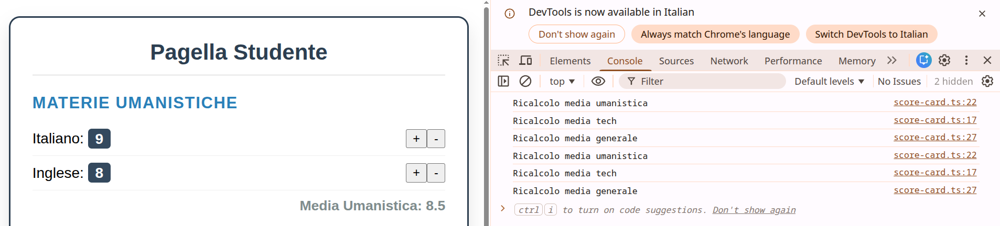 Pagella Studente
MATERIE UMANISTICHE
Italiano: 9 + -
Inglese: 8 + -
Media Umanistica: 8.5
DevTools is now available in Italian
Don't show again Always match Chrome's language Switch DevTools to Italian
Elements Console Sources Network Performance Memory
top Filter Default levels No Issues 2 hidden
Ricalcolo media umanistica score-card.ts:22
Ricalcolo media tech score-card.ts:17
Ricalcolo media generale score-card.ts:27
Ricalcolo media umanistica score-card.ts:22
Ricalcolo media tech score-card.ts:17
Ricalcolo media generale score-card.ts:27
ctrl i to turn on code suggestions. Don't show again